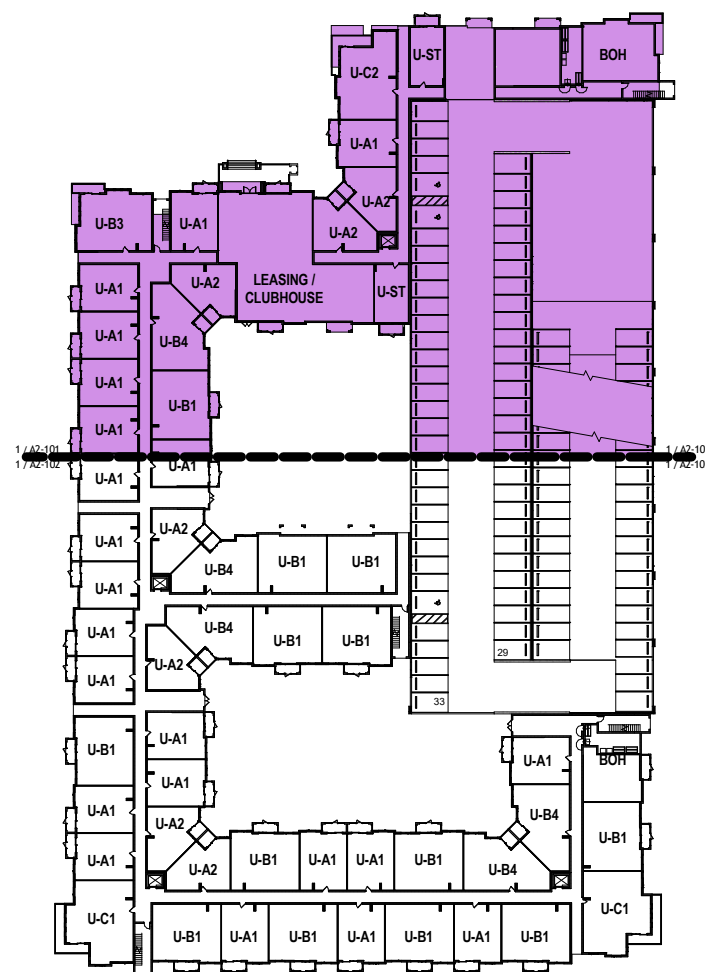 BOH
U-ST
U-C2
U-A1
U-A2
U-B3
U-A1
U-A2
U-A2
LEASING /
CLUBHOUSE
U-ST
U-A1
U-A1
U-B4
U-A1
U-B1
U-A1
1 / A2-101
1 / A2-10
1 / A2-102
1 / A2-10
U-A1
U-A1
U-A2
U-A1
U-B1
U-B1
U-B4
U-A1
U-A1
U-B4
U-B1
U-B1
29
U-A2
U-A1
33
U-A1
U-B1
BOH
U-A1
U-A1
U-A1
U-A2
U-B4
U-B1
U-A1
U-B1
U-A1
U-A1
U-B1
U-A2
U-B4
U-C1
U-C1
U-B1
U-A1
U-B1
U-A1
U-B1
U-A1
U-B1